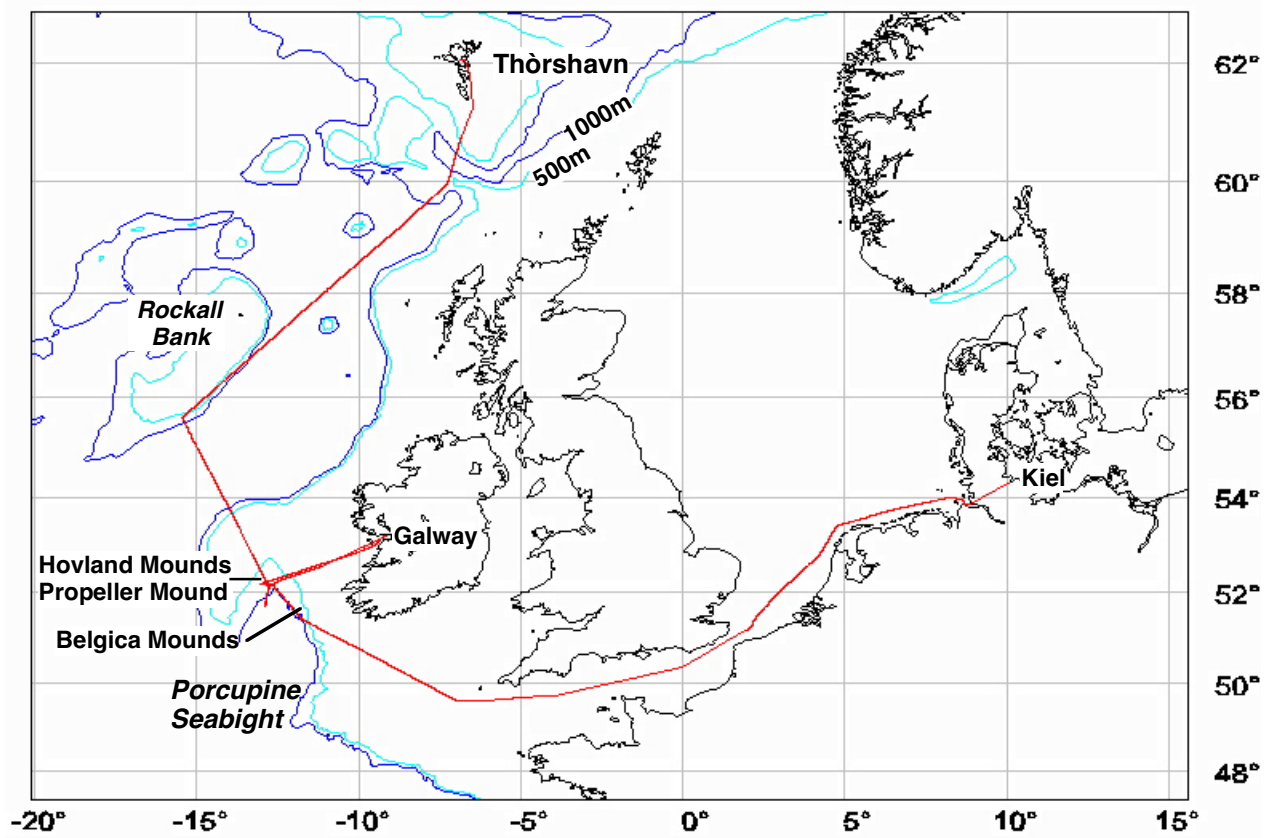 Thòrshavn
62°
1000m
500m
60°
58°
Rockall
Bank
56°
Kiel
54°
Galway
Hovland Mounds
Propeller Mound
52°
Belgica Mounds
Porcupine
Seabight
50°
48°
-20°
-15°
-10°
-5°
0°
5°
10°
15°